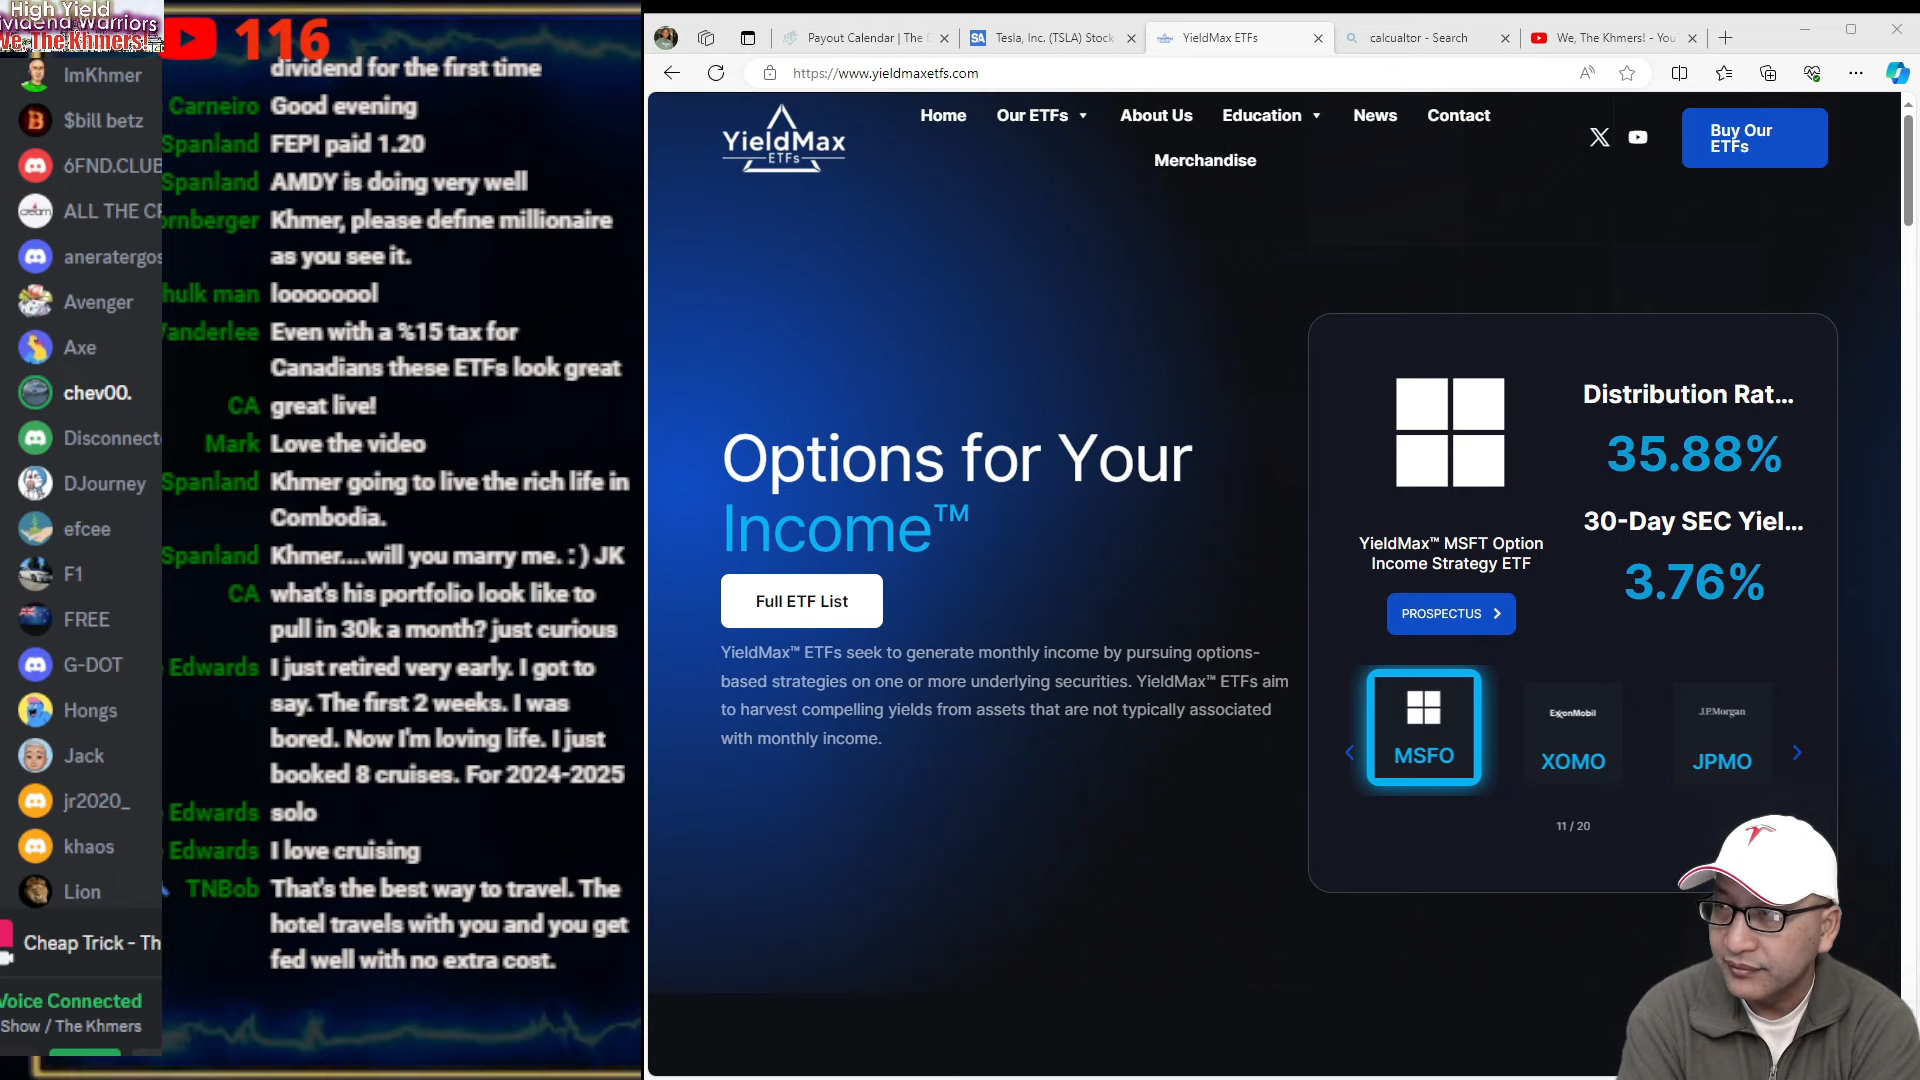 High Yield
ividend Warriors
We, The Khmers!
ImKhmer
$bill betz
6FND.CLUB
ALL THE CR
aneratergos
Avenger
Axe
chev00.
Disconnect
DJourney
efcee
F1
FREE
G-DOT
Hongs
Jack
jr2020_
khaos
Lion
Cheap Trick - Th
Voice Connected
Show / The Khmers
116
dividend for the first time
Carneiro Good evening
Spanland FEPI paid 1.20
Spanland AMDY is doing very well
ornberger Khmer, please define millionaire
as you see it.
hulk man looooooool
Vanderlee Even with a %15 tax for
Canadians these ETFs look great
CA great live!
Mark Love the video
Spanland Khmer going to live the rich life in
Combodia.
Spanland Khmer....will you marry me. : ) JK
CA what's his portfolio look like to
pull in 30k a month? just curious
Edwards I just retired very early. I got to
say. The first 2 weeks. I was
bored. Now I'm loving life. I just
booked 8 cruises. For 2024-2025
Edwards solo
Edwards I love cruising
TNBob That's the best way to travel. The
hotel travels with you and you get
fed well with no extra cost.
Payout Calendar | The D
SA Tesla, Inc. (TSLA) Stock
YieldMax ETFs
calcualtor - Search
We, The Khmers! - You
https://www.yieldmaxetfs.com
YieldMax
ETFs
Home
Our ETFs
About Us
Education
News
Contact
Merchandise
Buy Our
ETFs
Options for Your
Income™
Full ETF List
YieldMax™ ETFs seek to generate monthly income by pursuing options-
based strategies on one or more underlying securities. YieldMax™ ETFs aim
to harvest compelling yields from assets that are not typically associated
with monthly income.
Distribution Rat...
35.88%
30-Day SEC Yiel...
3.76%
YieldMax™ MSFT Option
Income Strategy ETF
PROSPECTUS
MSFO
ExxonMobil
XOMO
J.P.Morgan
JPMO
11 / 20